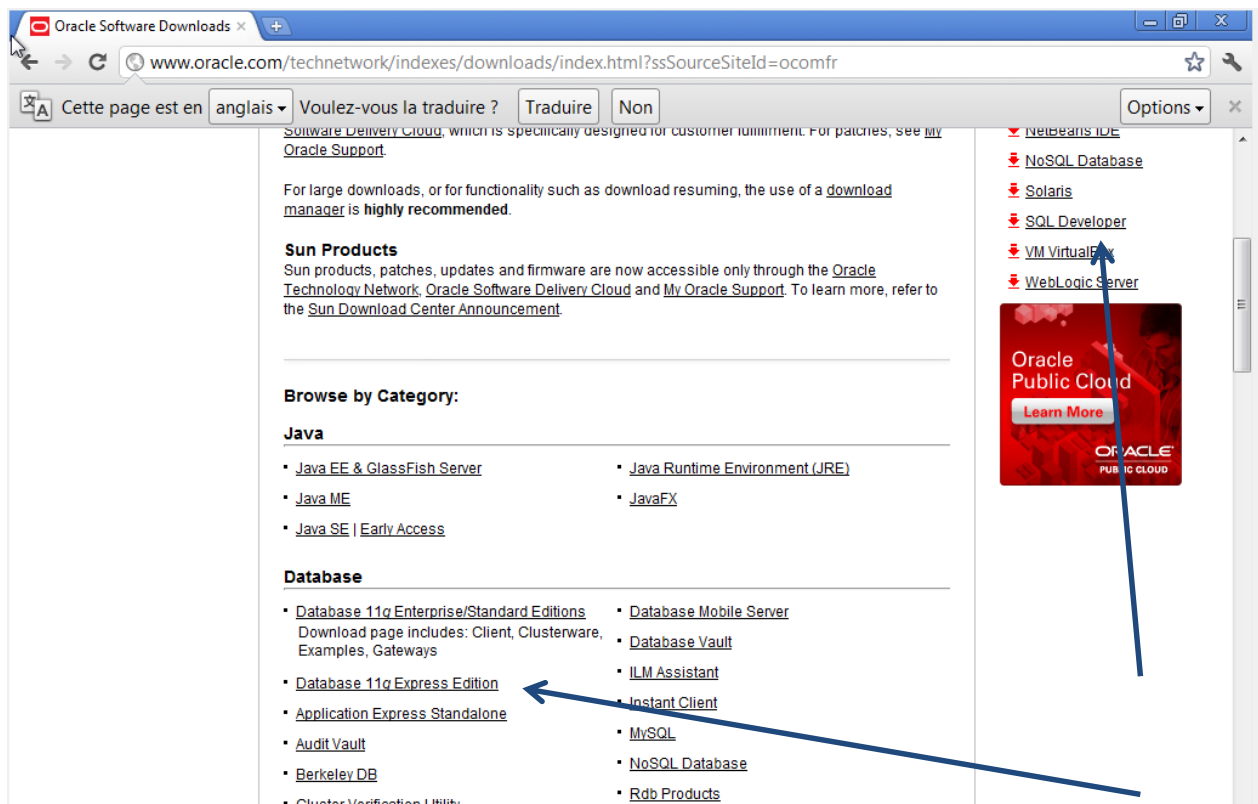 Oracle Software Downloads
www.oracle.com/technetwork/indexes/downloads/index.html?ssSourceSiteId=ocomfr
Cette page est en anglais Voulez-vous la traduire ? Traduire Non Options
Software Delivery Cloud, which is specifically designed for customer fulfillment. For patches, see My
Oracle Support.
For large downloads, or for functionality such as download resuming, the use of a download
manager is highly recommended.
Sun Products
Sun products, patches, updates and firmware are now accessible only through the Oracle
Technology Network, Oracle Software Delivery Cloud and My Oracle Support. To learn more, refer to
the Sun Download Center Announcement.
Browse by Category:
Java
Java EE & GlassFish Server
Java ME
Java SE | Early Access
Java Runtime Environment (JRE)
JavaFX
Database
Database 11g Enterprise/Standard Editions
Download page includes: Client, Clusterware,
Examples, Gateways
Database 11g Express Edition
Application Express Standalone
Audit Vault
Berkeley DB
Cluster Verification Utility
Database Mobile Server
Database Vault
ILM Assistant
Instant Client
MySQL
NoSQL Database
Rdb Products
NetBeans IDE
NoSQL Database
Solaris
SQL Developer
VM VirtualBox
WebLogic Server
Oracle
Public Cloud
Learn More
ORACLE
PUBLIC CLOUD